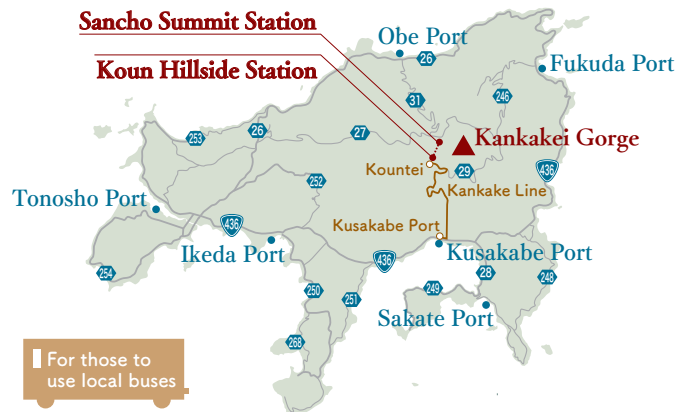 Sancho Summit Station
Koun Hillside Station
Obe Port
26
Fukuda Port
31
246
253
26
27
Kankakei Gorge
Kountei
29
436
252
Kankake Line
Tonosho Port
436
Kusakabe Port
Ikeda Port
436
Kusakabe Port
254
250
251
249
28
248
Sakate Port
268
For those to
use local buses